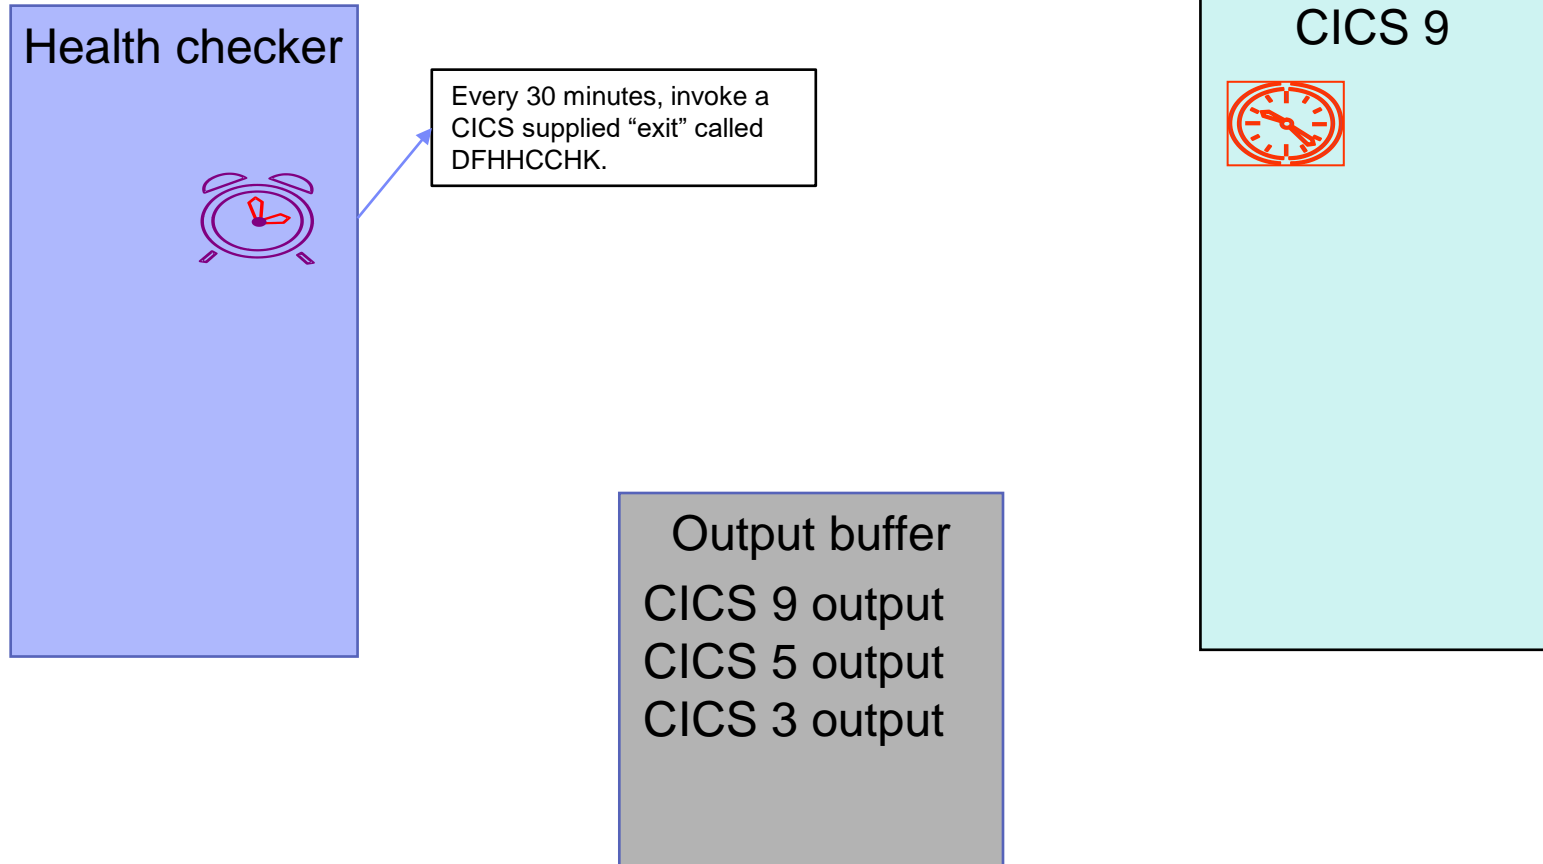 Health checker
Every 30 minutes, invoke a
CICS supplied “exit” called
DFHHCCHK.
CICS 9
Output buffer
CICS 9 output
CICS 5 output
CICS 3 output